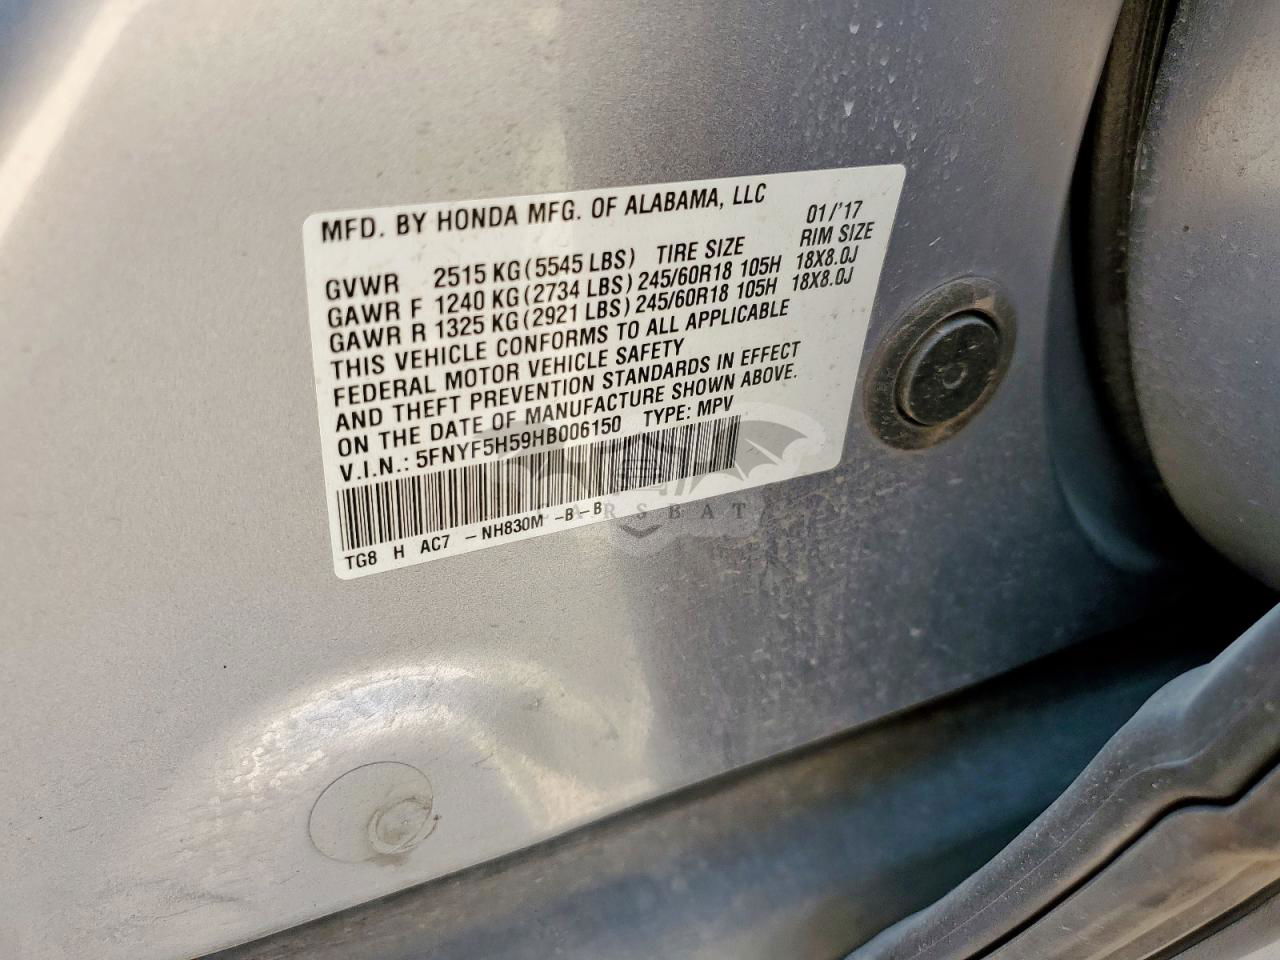 MFD. BY HONDA MFG. OF ALABAMA, LLC 01/'17
GVWR 2515 KG (5545 LBS) TIRE SIZE RIM SIZE
GAWR F 1240 KG (2734 LBS) 245/60R18 105H 18X8.0J
GAWR R 1325 KG (2921 LBS) 245/60R18 105H 18X8.0J
THIS VEHICLE CONFORMS TO ALL APPLICABLE
FEDERAL MOTOR VEHICLE SAFETY
AND THEFT PREVENTION STANDARDS IN EFFECT
ON THE DATE OF MANUFACTURE SHOWN ABOVE.
V.I.N.: 5FNYF5H59HB006150 TYPE: MPV
TG8 H AC7 -NH830M -B-B
CARSBAT